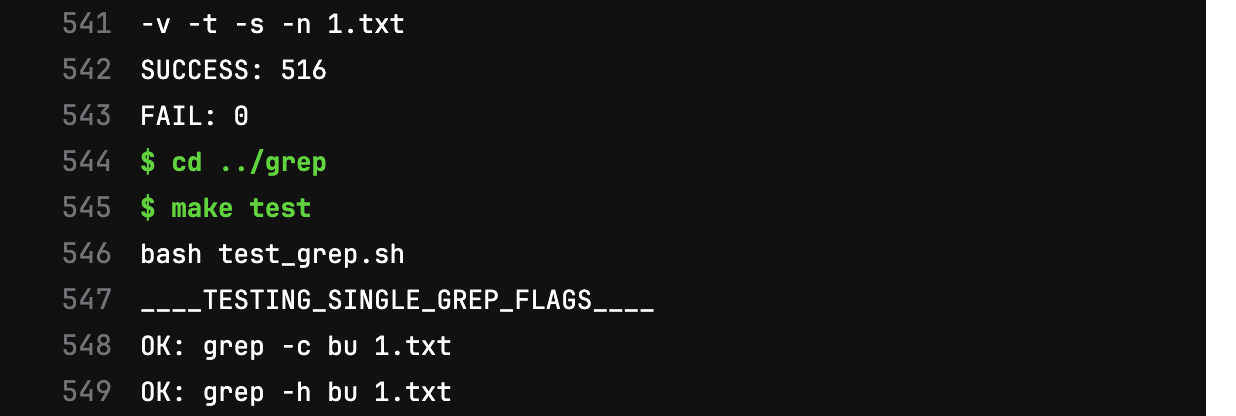 541 -v -t -s -n 1.txt
542 SUCCESS: 516
543 FAIL: 0
544 $ cd ../grep
545 $ make test
546 bash test_grep.sh
547 ____TESTING_SINGLE_GREP_FLAGS____
548 OK: grep -c bu 1.txt
549 OK: grep -h bu 1.txt